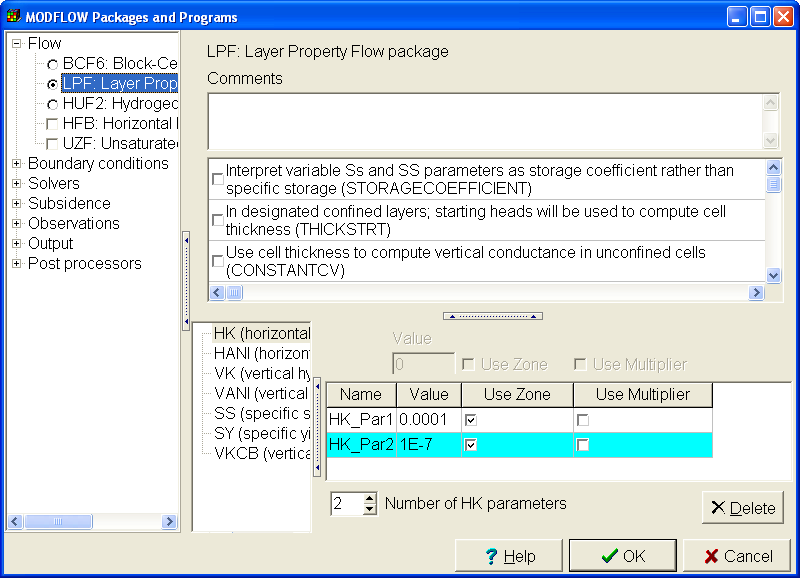 MODFLOW Packages and Programs
Flow
BCF6: Block-Ce
LPF: Layer Prop
HUF2: Hydrogeo
HFB: Horizontal
UZF: Unsaturate
Boundary conditions
Solvers
Subsidence
Observations
Output
Post processors
LPF: Layer Property Flow package
Comments
Interpret variable Ss and SS parameters as storage coefficient rather than
specific storage (STORAGECOEFFICIENT)
In designated confined layers; starting heads will be used to compute cell
thickness (THICKSTRT)
Use cell thickness to compute vertical conductance in unconfined cells
(CONSTANTCV)
HK (horizontal
HANI (horizon
VK (vertical hy
VANI (vertical
SS (specific s
SY (specific yi
VKCB (vertica
Value
0 Use Zone Use Multiplier
Name Value Use Zone Use Multiplier
HK_Par1 0.0001
HK_Par2 1E-7
2 Number of HK parameters
Delete
Help OK Cancel